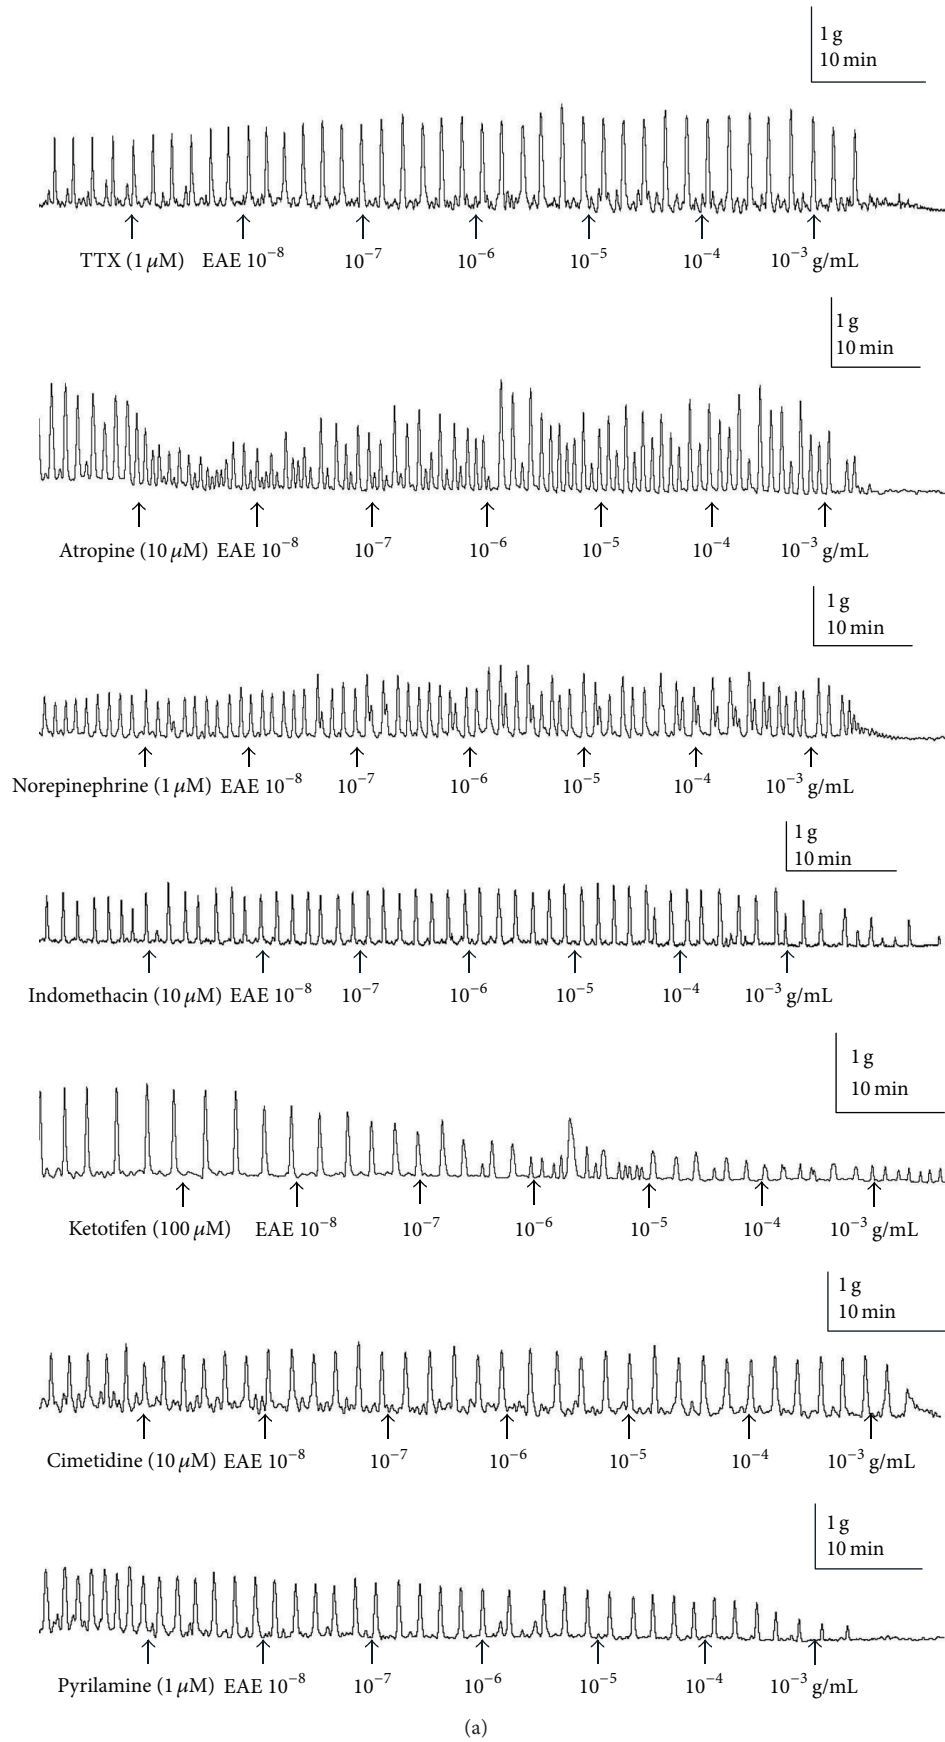 1 g
10 min
TTX (1 μM) EAE 10⁻⁸ 10⁻⁷ 10⁻⁶ 10⁻⁵ 10⁻⁴ 10⁻³ g/mL
1 g
10 min
Atropine (10 μM) EAE 10⁻⁸ 10⁻⁷ 10⁻⁶ 10⁻⁵ 10⁻⁴ 10⁻³ g/mL
1 g
10 min
Norepinephrine (1 μM) EAE 10⁻⁸ 10⁻⁷ 10⁻⁶ 10⁻⁵ 10⁻⁴ 10⁻³ g/mL
1 g
10 min
Indomethacin (10 μM) EAE 10⁻⁸ 10⁻⁷ 10⁻⁶ 10⁻⁵ 10⁻⁴ 10⁻³ g/mL
1 g
10 min
Ketotifen (100 μM) EAE 10⁻⁸ 10⁻⁷ 10⁻⁶ 10⁻⁵ 10⁻⁴ 10⁻³ g/mL
1 g
10 min
Cimetidine (10 μM) EAE 10⁻⁸ 10⁻⁷ 10⁻⁶ 10⁻⁵ 10⁻⁴ 10⁻³ g/mL
1 g
10 min
Pyrilamine (1 μM) EAE 10⁻⁸ 10⁻⁷ 10⁻⁶ 10⁻⁵ 10⁻⁴ 10⁻³ g/mL
(a)